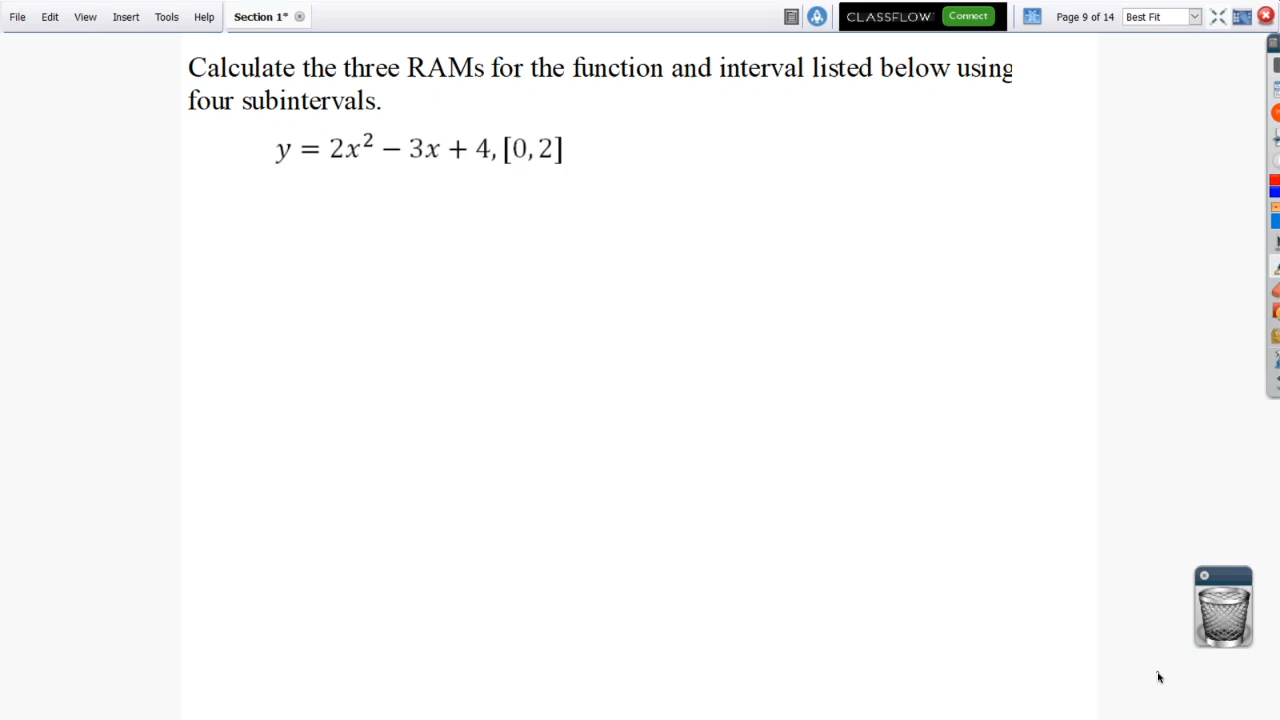 File Edit View Insert Tools Help Section 1* CLASSFLOW Connect Page 9 of 14 Best Fit
Calculate the three RAMs for the function and interval listed below using
four subintervals.
y = 2x² − 3x + 4, [0, 2]